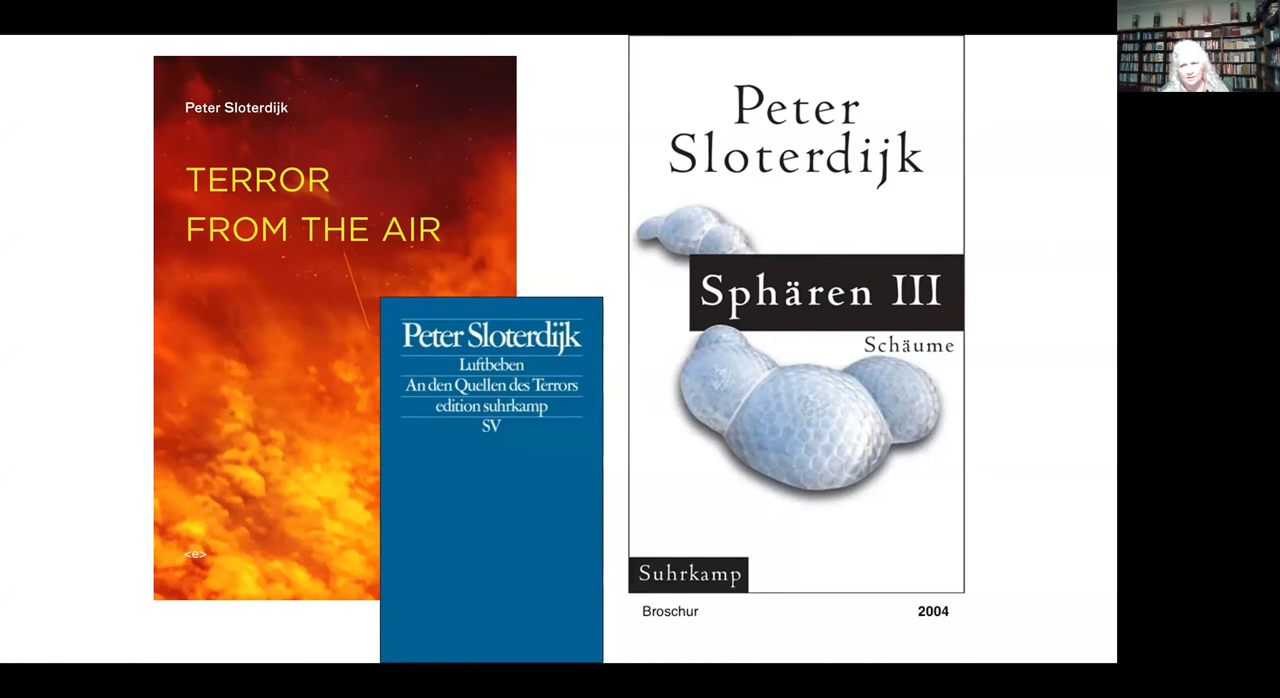 Peter Sloterdijk
TERROR
FROM THE AIR
<e>
Peter Sloterdijk
Luftbeben
An den Quellen des Terrors
edition suhrkamp
SV
Peter
Sloterdijk
Sphären III
Schäume
Suhrkamp
Broschur 2004